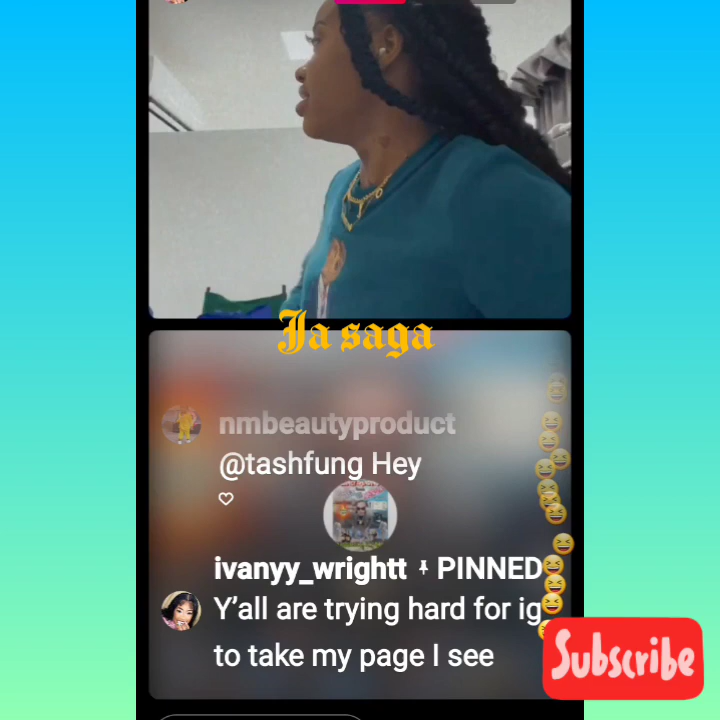 Ja saga
nmbeautyproduct
@tashfung Hey
ivanyy_wrightt PINNED
Y’all are trying hard for ig
to take my page I see
Subscribe